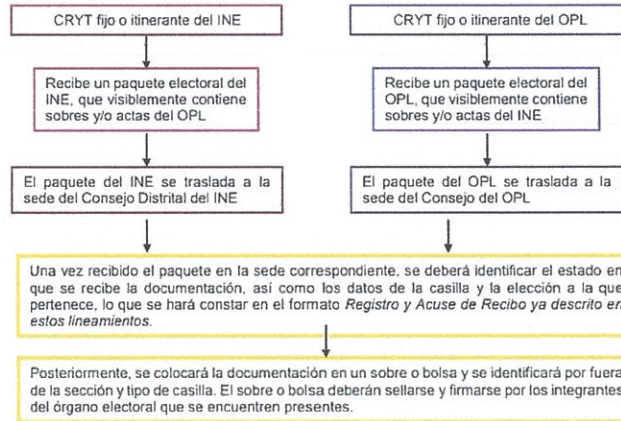 CRYT fijo o itinerante del INE
CRYT fijo o itinerante del OPL
Recibe un paquete electoral del
INE, que visiblemente contiene
sobres y/o actas del OPL
Recibe un paquete electoral del
OPL, que visiblemente contiene
sobres y/o actas del INE
El paquete del INE se traslada a la
sede del Consejo Distrital del INE
El paquete del OPL se traslada a la
sede del Consejo del OPL
Una vez recibido el paquete en la sede correspondiente, se deberá identificar el estado en
que se recibe la documentación, así como los datos de la casilla y la elección a la que
pertenece, lo que se hará constar en el formato Registro y Acuse de Recibo ya descrito en
estos lineamientos.
Posteriormente, se colocará la documentación en un sobre o bolsa y se identificará por fuera
de la sección y tipo de casilla. El sobre o bolsa deberán sellarse y firmarse por los integrantes
del órgano electoral que se encuentren presentes.